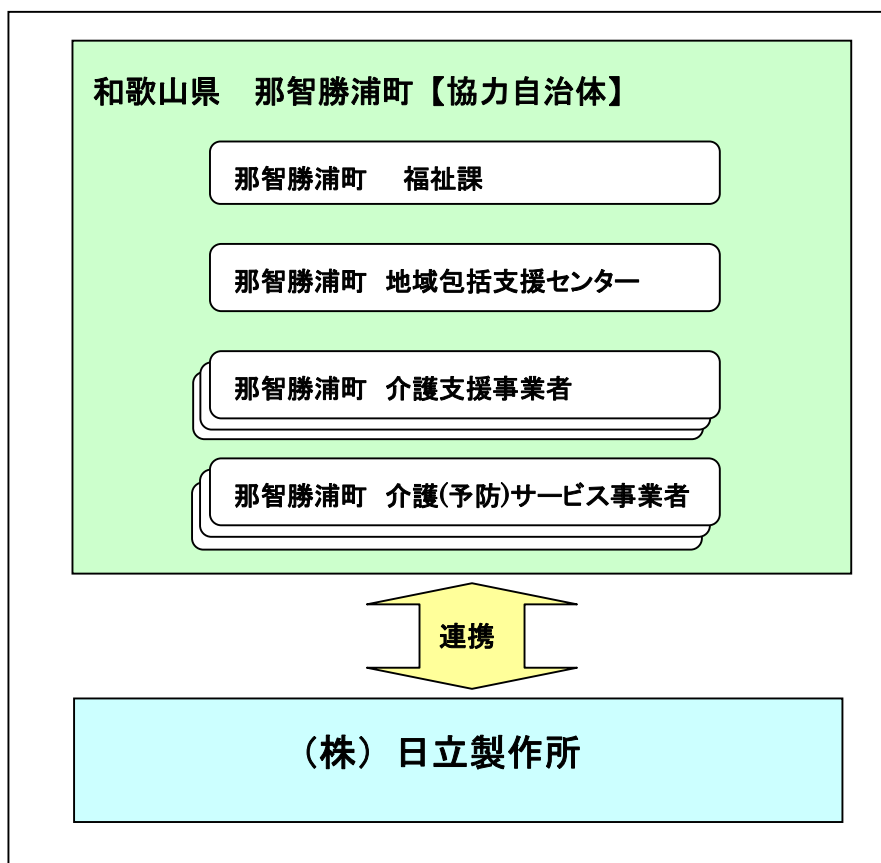 和歌山県　那智勝浦町【協力自治体】
那智勝浦町　福祉課
那智勝浦町　地域包括支援センター
那智勝浦町　介護支援事業者
那智勝浦町　介護(予防)サービス事業者
連携
（株）日立製作所